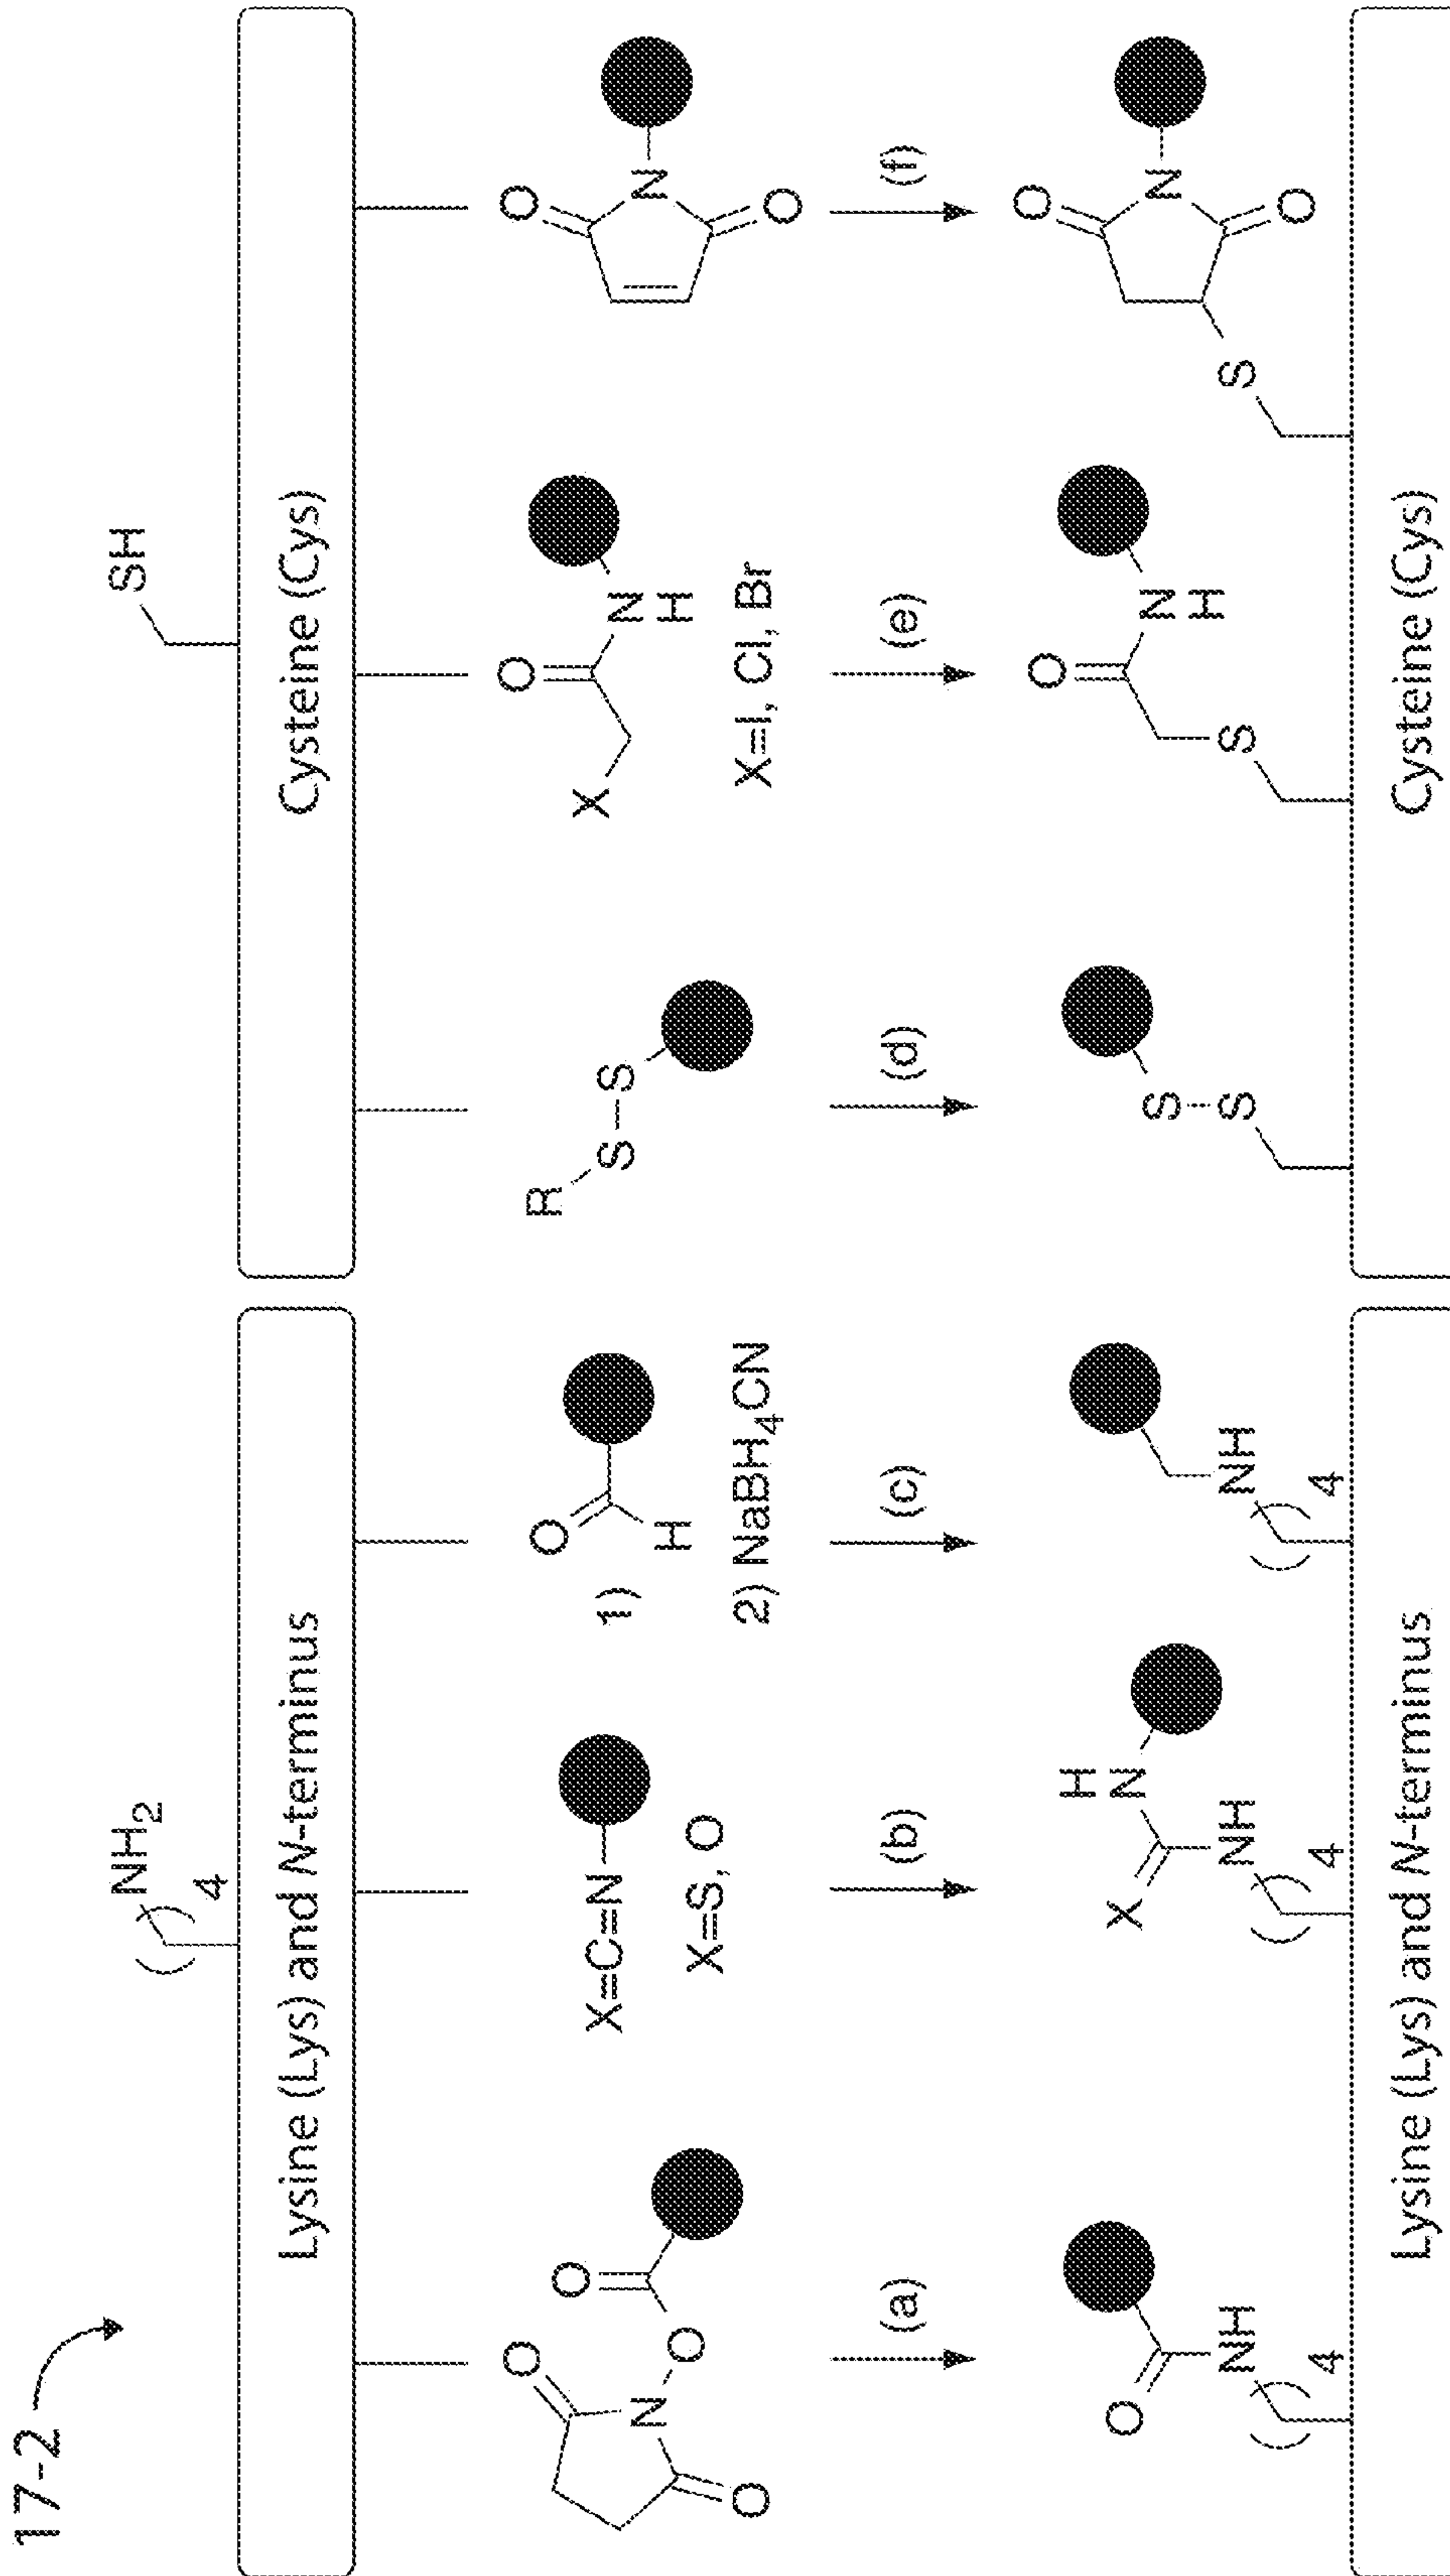 17-2
NH2
4
SH
Lysine (Lys) and N-terminus
Cysteine (Cys)
O
N
O
O
O
X=C=N
X=S, O
1)
O
H
2) NaBH4CN
R
S-S
X
O
N
H
X=I, Cl, Br
O
N
O
(a)
(b)
(c)
(d)
(e)
(f)
O
NH
4
X
H
N
NH
4
NH
4
S
S
O
N
H
S
O
N
O
S
Lysine (Lys) and N-terminus
Cysteine (Cys)